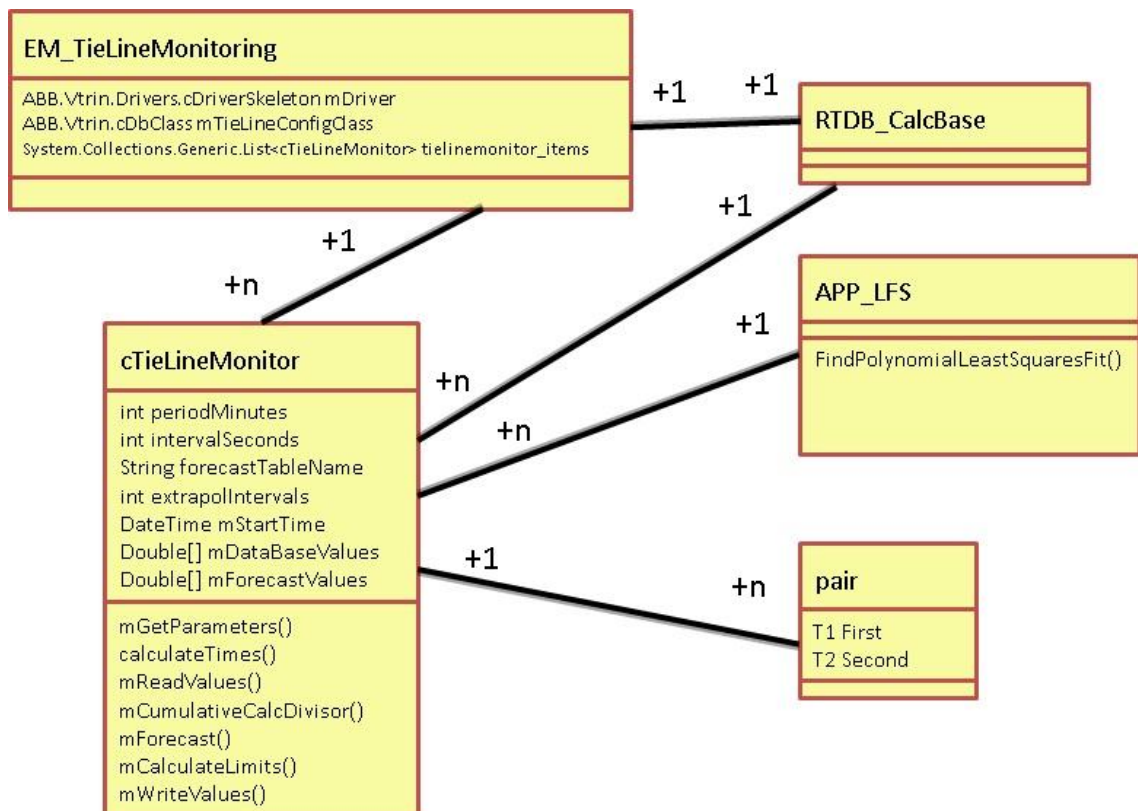 EM_TieLineMonitoring
ABB.Vtrin.Drivers.cDriverSkeleton mDriver
ABB.Vtrin.cDbClass mTieLineConfigClass
System.Collections.Generic.List<cTieLineMonitor> tielinemonitor_items
+1
+1
RTDB_CalcBase
+1
+n
+1
cTieLineMonitor
int periodMinutes
int intervalSeconds
String forecastTableName
int extrapolIntervals
DateTime mStartTime
Double[] mDataBaseValues
Double[] mForecastValues
mGetParameters()
calculateTimes()
mReadValues()
mCumulativeCalcDivisor()
mForecast()
mCalculateLimits()
mWriteValues()
+n
+n
+1
APP_LFS
FindPolynomialLeastSquaresFit()
+1
+n
pair
T1 First
T2 Second